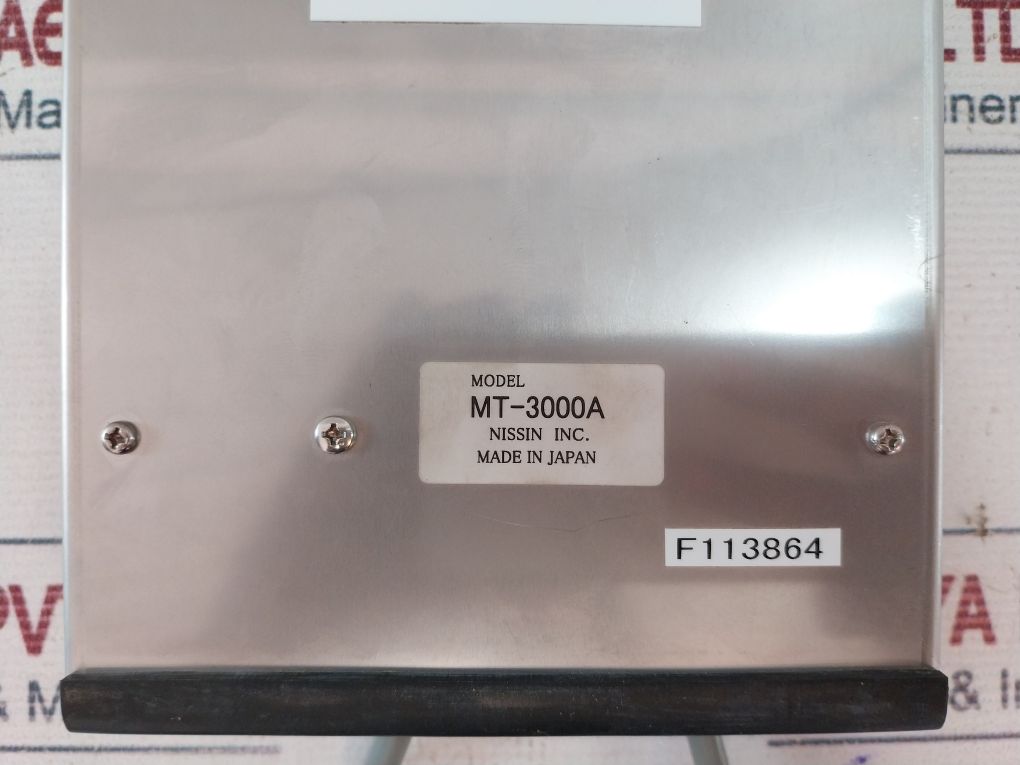 MODEL
MT-3000A
NISSIN INC.
MADE IN JAPAN
F113864